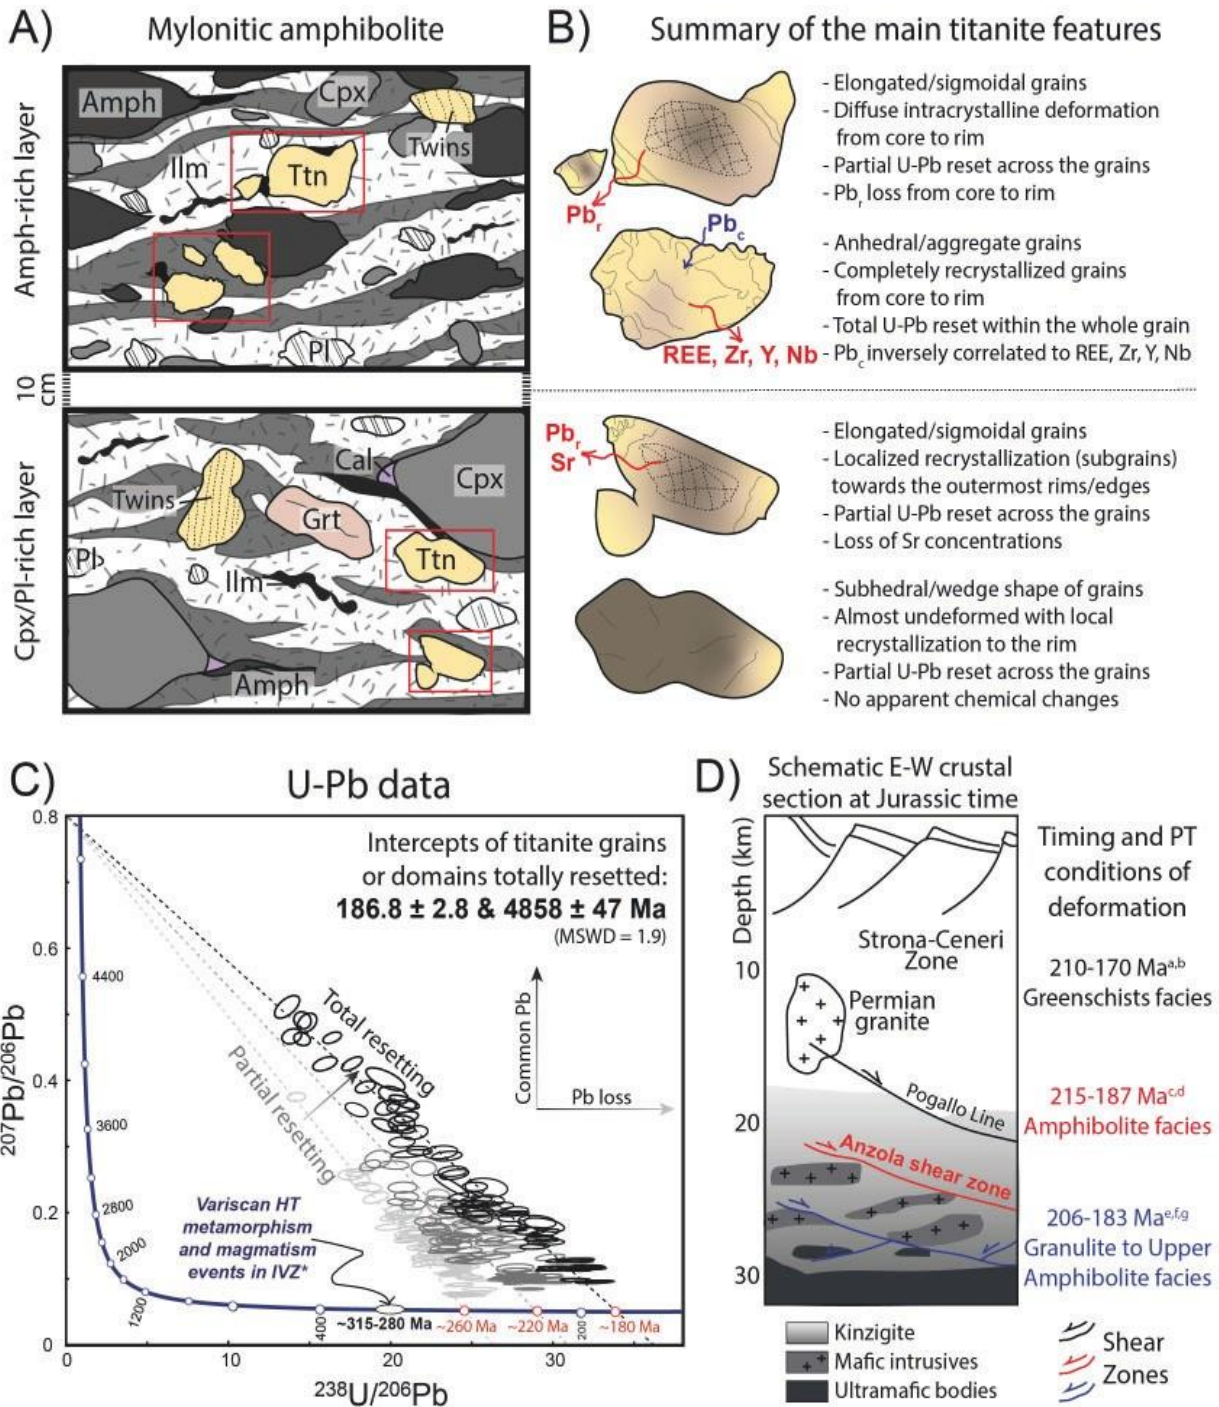 A)
Mylonitic amphibolite
Amph-rich layer
Amph
Cpx
Twins
Ilm
Ttn
Pl
10 cm
Cpx/Pl-rich layer
Cal
Cpx
Twins
Grt
Pl
Ttn
Ilm
Amph
B)
Summary of the main titanite features
Pbr
- Elongated/sigmoidal grains
- Diffuse intracrystalline deformation
from core to rim
- Partial U-Pb reset across the grains
- Pbr loss from core to rim
Pbc
REE, Zr, Y, Nb
- Anhedral/aggregate grains
- Completely recrystallized grains
from core to rim
- Total U-Pb reset within the whole grain
- Pbc inversely correlated to REE, Zr, Y, Nb
Pbr
Sr
- Elongated/sigmoidal grains
- Localized recrystallization (subgrains)
towards the outermost rims/edges
- Partial U-Pb reset across the grains
- Loss of Sr concentrations
- Subhedral/wedge shape of grains
- Almost undeformed with local
recrystallization to the rim
- Partial U-Pb reset across the grains
- No apparent chemical changes
C)
U-Pb data
Intercepts of titanite grains
or domains totally resetted:
186.8 ± 2.8 & 4858 ± 47 Ma
(MSWD = 1.9)
0.8
0.6
0.4
0.2
0
207Pb/206Pb
4400
3600
2800
2000
1200
400
200
Total resetting
Partial resetting
Common Pb
Pb loss
Variscan HT
metamorphism
and magmatism
events in IVZ*
~315-280 Ma
~260 Ma
~220 Ma
~180 Ma
0
10
20
30
238U/206Pb
D)
Schematic E-W crustal
section at Jurassic time
Depth (km)
10
20
30
Strona-Ceneri
Zone
Permian
granite
Pogallo Line
Anzola shear zone
Timing and PT
conditions of
deformation
210-170 Maa,b
Greenschists facies
215-187 Mac,d
Amphibolite facies
206-183 Mae,f,g
Granulite to Upper
Amphibolite facies
Kinzigite
Mafic intrusives
Ultramafic bodies
Shear
Zones